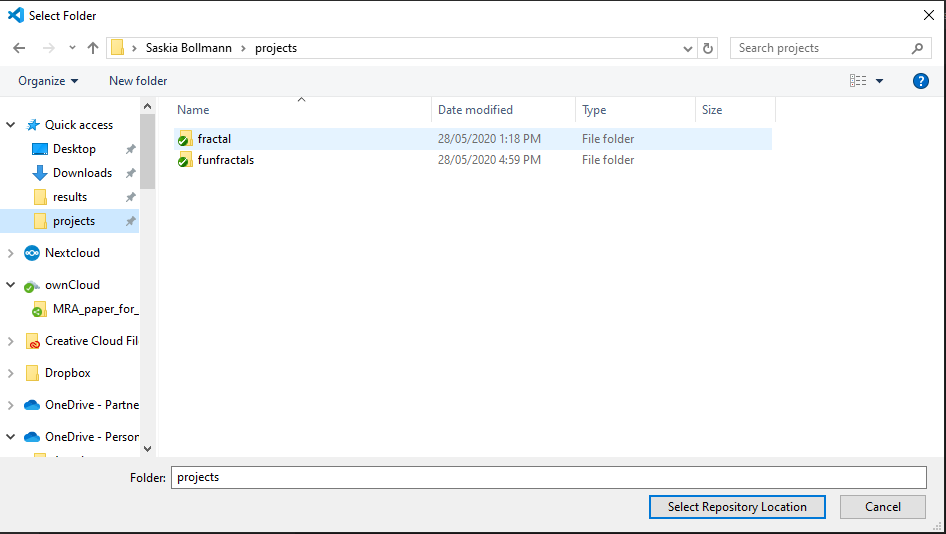 Select Folder
Saskia Bollmann projects
Search projects
Organize New folder
Name Date modified Type Size
Quick access
Desktop
Downloads
results
projects
Nextcloud
ownCloud
MRA_paper_for_
Creative Cloud Fil
Dropbox
OneDrive - Partne
OneDrive - Person
fractal 28/05/2020 1:18 PM File folder
funfractals 28/05/2020 4:59 PM File folder
Folder: projects
Select Repository Location Cancel